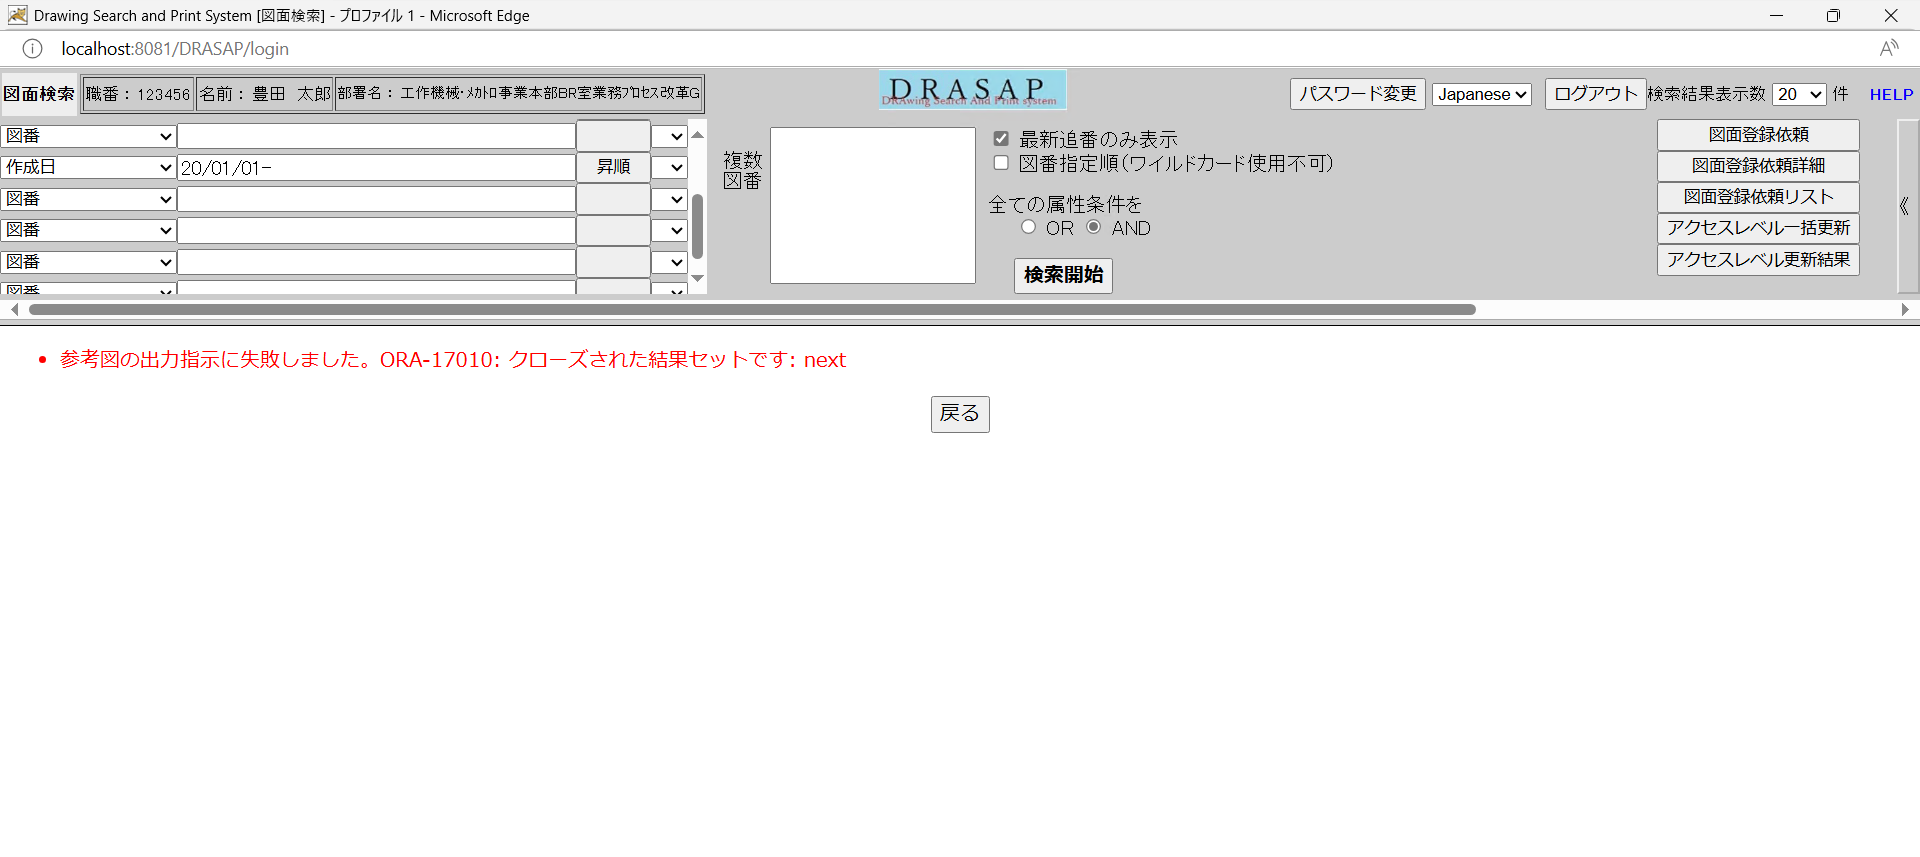 Drawing Search and Print System [図面検索] - プロファイル 1 - Microsoft Edge
localhost:8081/DRASAP/login
図面検索 職番： 123456 名前： 豊田　太郎 部署名： 工作機械･ﾒｶﾄﾛ事業本部BR室業務ﾌﾟﾛｾｽ改革G
DRASAP
DRAwing Search And Print system
パスワード変更 Japanese ログアウト 検索結果表示数 20 件 HELP
図番
作成日 20/01/01- 昇順
図番
図番
図番
図番
複数
図番
最新追番のみ表示
図番指定順(ワイルドカード使用不可)
全ての属性条件を
OR AND
検索開始
図面登録依頼
図面登録依頼詳細
図面登録依頼リスト
アクセスレベル一括更新
アクセスレベル更新結果
《
• 参考図の出力指示に失敗しました。ORA-17010: クローズされた結果セットです: next
戻る